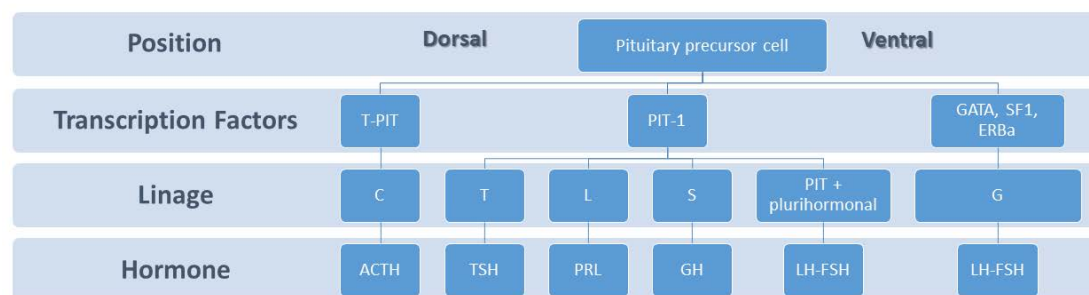 Position
Dorsal
Pituitary precursor cell
Ventral
Transcription Factors
T-PIT
PIT-1
GATA, SF1,
ERBa
Linage
C
T
L
S
PIT +
plurihormonal
G
Hormone
ACTH
TSH
PRL
GH
LH-FSH
LH-FSH